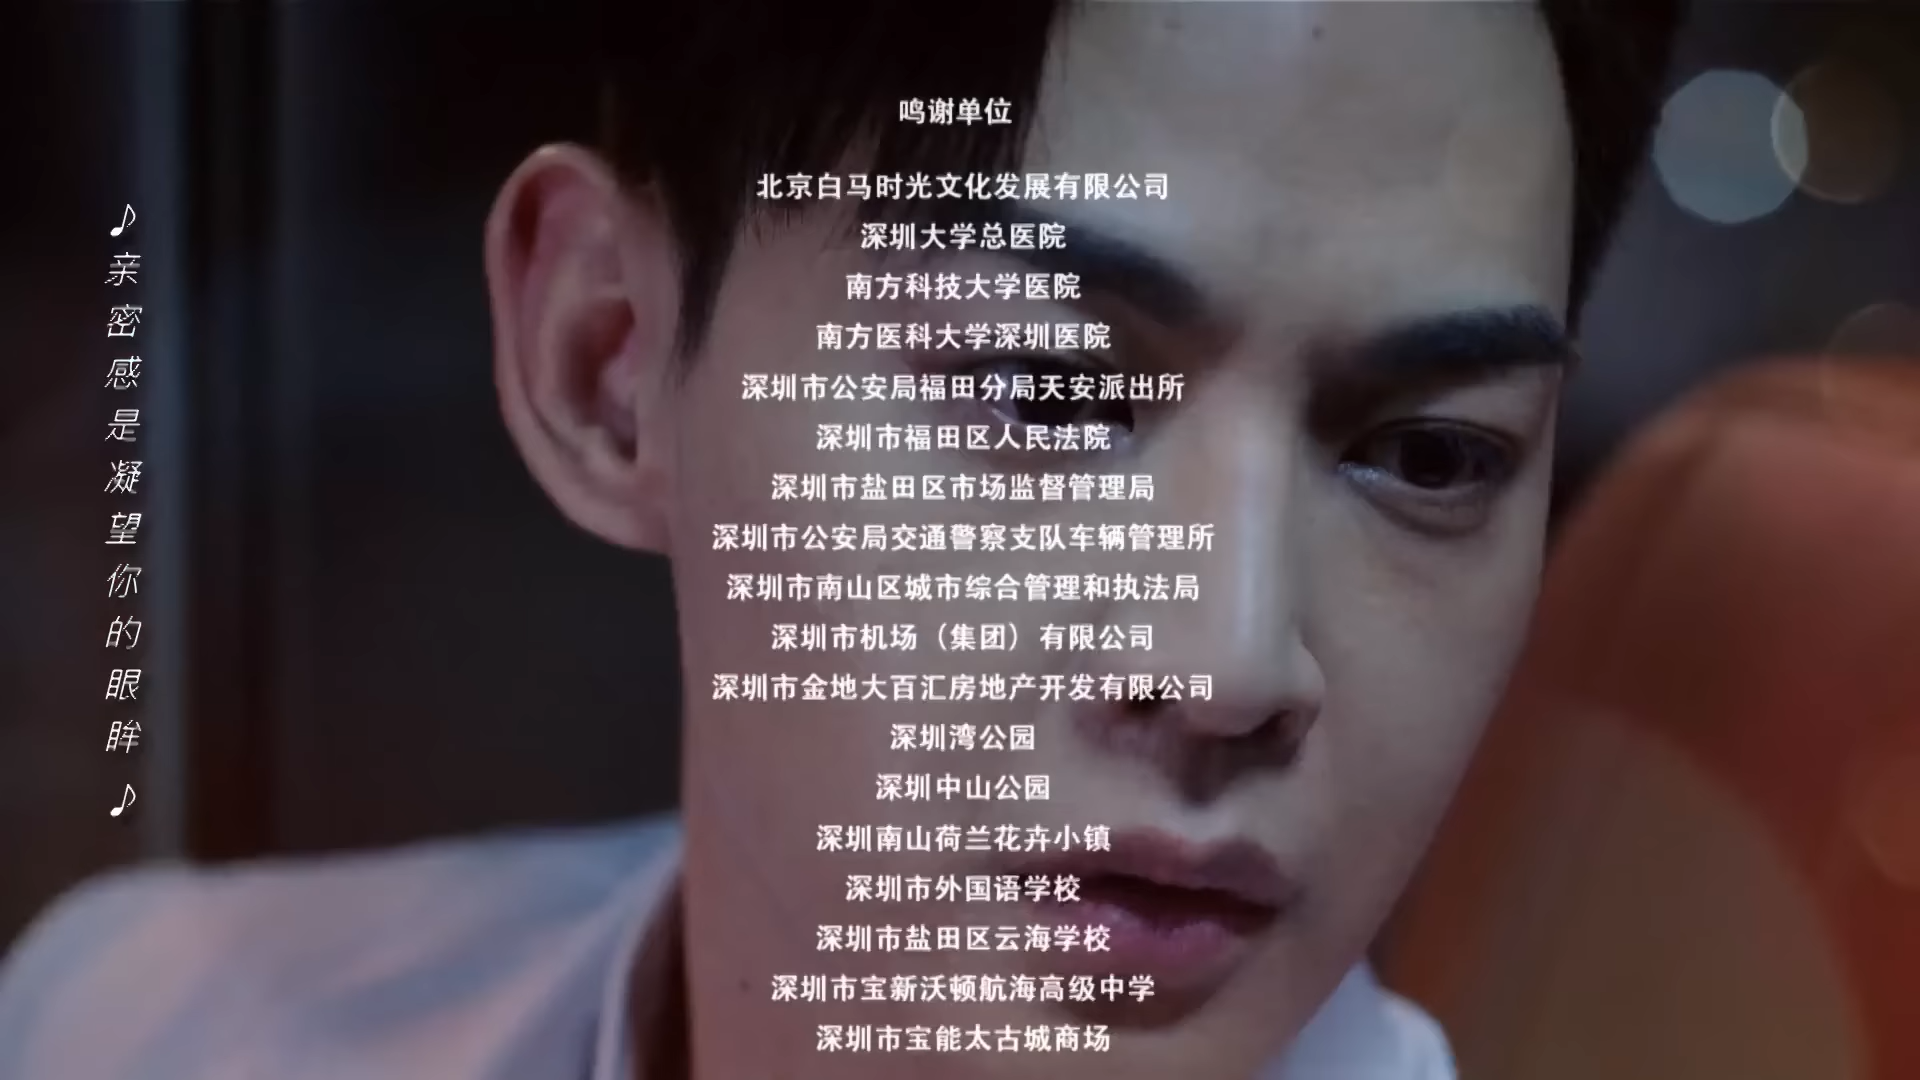 鸣谢单位
北京白马时光文化发展有限公司
深圳大学总医院
南方科技大学医院
南方医科大学深圳医院
深圳市公安局福田分局天安派出所
深圳市福田区人民法院
深圳市盐田区市场监督管理局
深圳市公安局交通警察支队车辆管理所
深圳市南山区城市综合管理和执法局
深圳市机场（集团）有限公司
深圳市金地大百汇房地产开发有限公司
深圳湾公园
深圳中山公园
深圳南山荷兰花卉小镇
深圳市外国语学校
深圳市盐田区云海学校
深圳市宝新沃顿航海高级中学
深圳市宝能太古城商场
♪亲密感是凝望你的眼眸♪